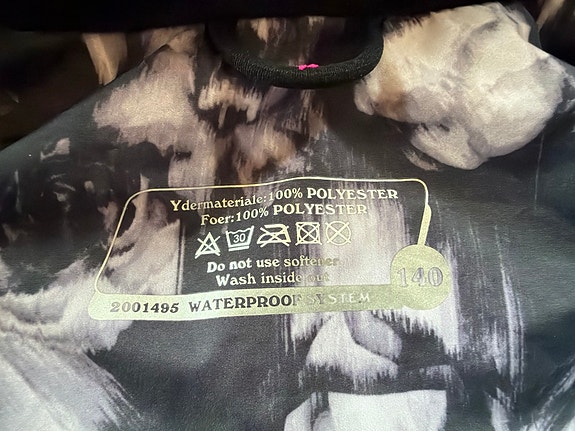 Ydermateriale:100% POLYESTER
Foer:100% POLYESTER
30
Do not use softener
Wash inside out
140
2001495 WATERPROOF SYSTEM